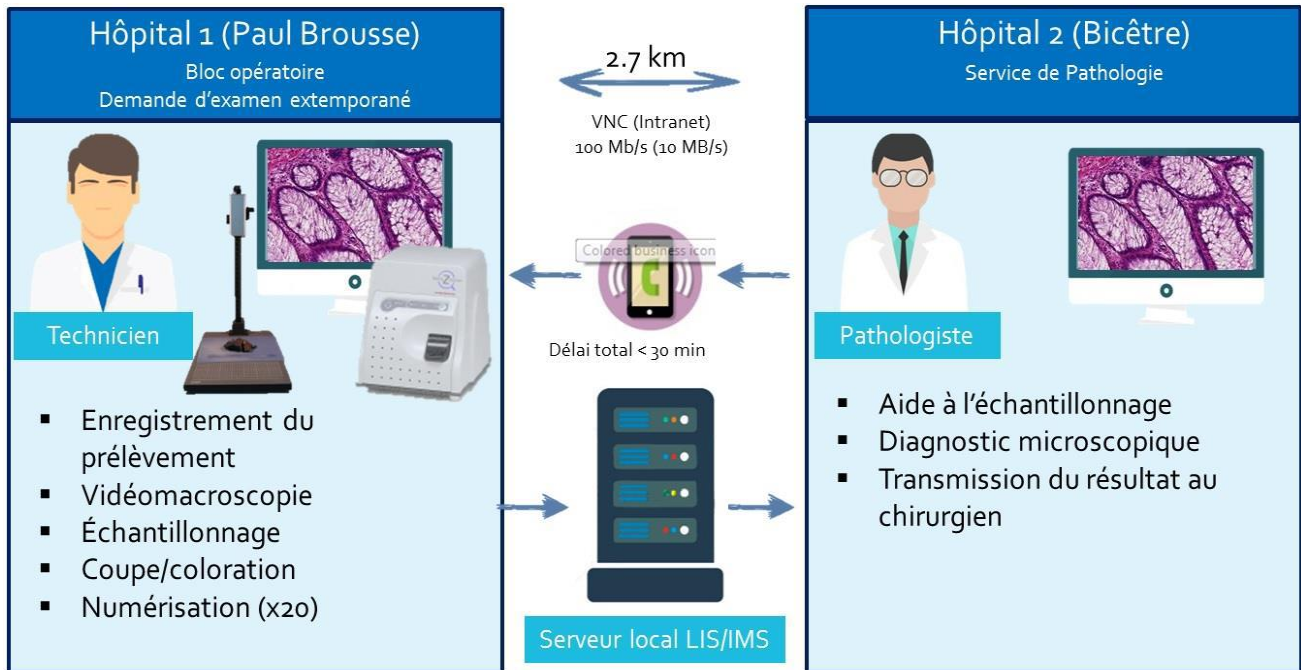 Hôpital 1 (Paul Brousse)
Bloc opératoire
Demande d'examen extemporané
Technicien
▪ Enregistrement du
prélèvement
▪ Vidéomacroscopie
▪ Échantillonnage
▪ Coupe/coloration
▪ Numérisation (x20)
2.7 km
VNC (Intranet)
100 Mb/s (10 MB/s)
Colored business icon
Délai total < 30 min
Serveur local LIS/IMS
Hôpital 2 (Bicêtre)
Service de Pathologie
Pathologiste
▪ Aide à l'échantillonnage
▪ Diagnostic microscopique
▪ Transmission du résultat au
chirurgien